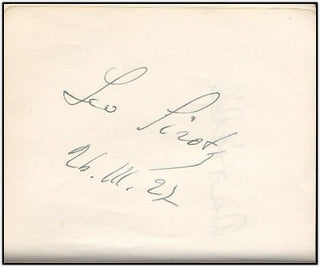 Leo Sirota
26. III. 27